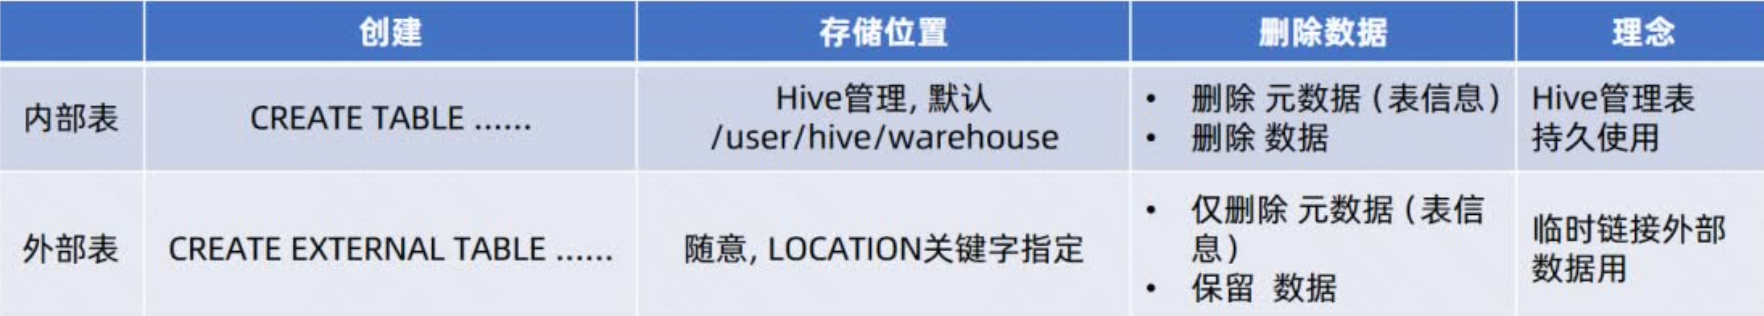 创建
存储位置
删除数据
理念
内部表
CREATE TABLE ......
Hive管理, 默认
/user/hive/warehouse
• 删除 元数据（表信息）
• 删除 数据
Hive管理表
持久使用
外部表
CREATE EXTERNAL TABLE ......
随意, LOCATION关键字指定
• 仅删除 元数据（表信
息）
• 保留 数据
临时链接外部
数据用